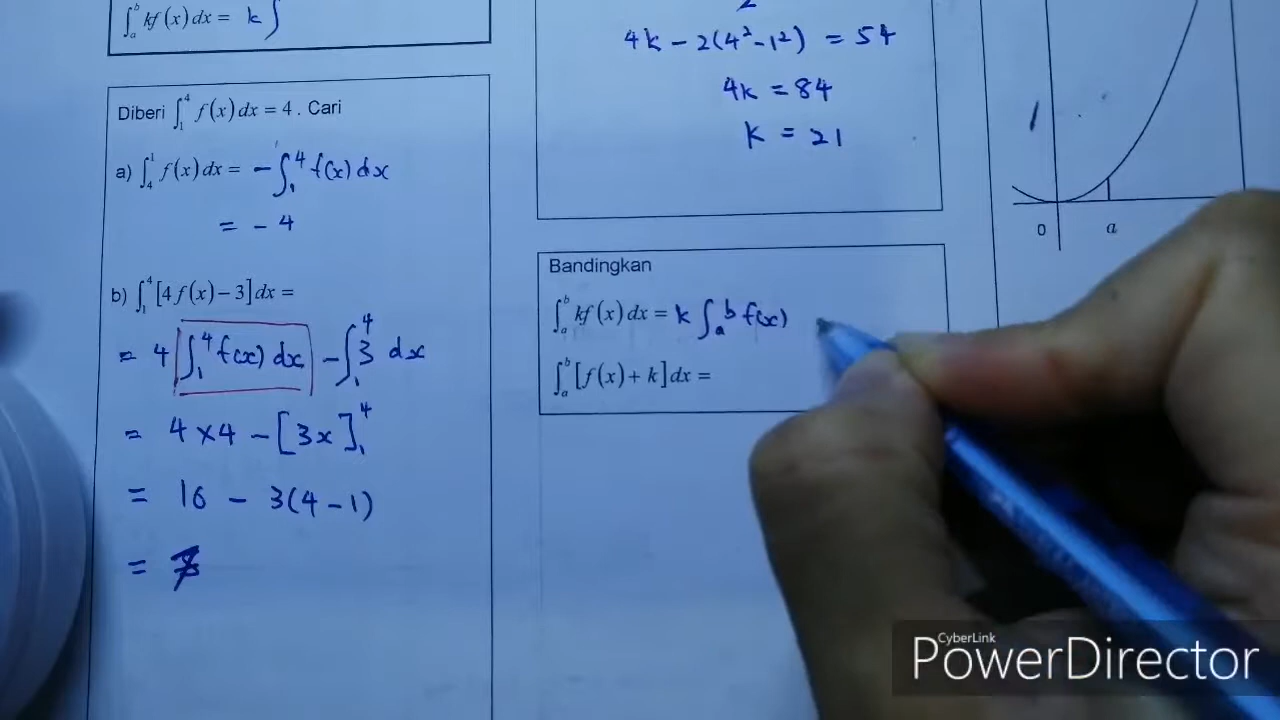 ∫ₐᵇ kf(x)dx = k∫
Diberi ∫₁⁴ f(x)dx = 4. Cari
a) ∫₄¹ f(x)dx = -∫₁⁴ f(x)dx
= -4
b) ∫₁⁴ [4f(x)-3]dx =
= 4 ∫₁⁴ f(x)dx - ∫₁⁴ 3 dx
= 4×4 - [3x]₁⁴
= 16 - 3(4-1)
=
4k - 2(4²-1²) = 54
4k = 84
k = 21
Bandingkan
∫ₐᵇ kf(x)dx = k∫ₐᵇ f(x)
∫ₐᵇ [f(x)+k]dx =
0 a
CyberLink
PowerDirector